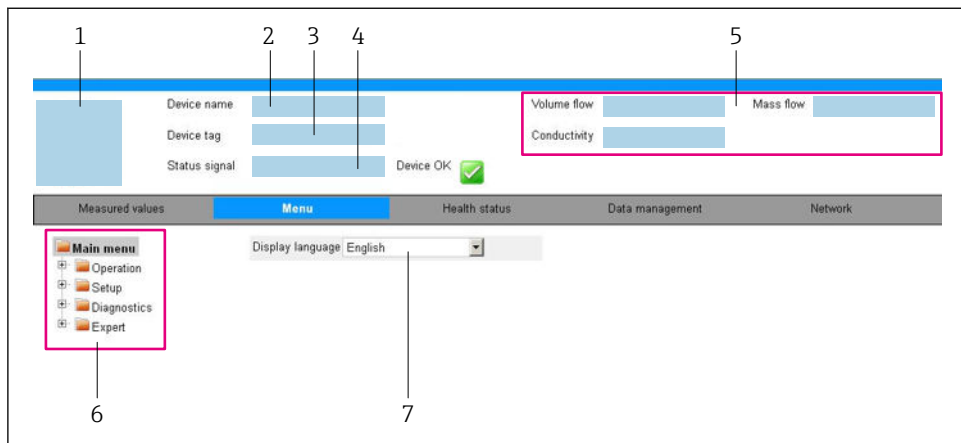 1 2 3 4 5
Device name Volume flow Mass flow
Device tag Conductivity
Status signal Device OK
Measured values Menu Health status Data management Network
Main menu Display language English
Operation
Setup
Diagnostics
Expert
6 7